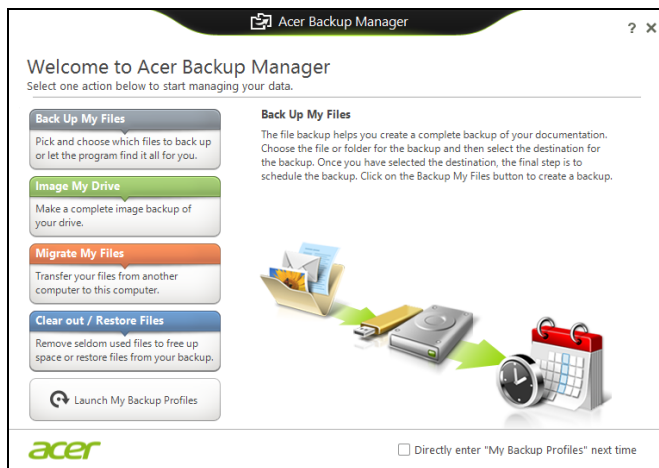 Acer Backup Manager
? ×
Welcome to Acer Backup Manager
Select one action below to start managing your data.
Back Up My Files
Pick and choose which files to back up
or let the program find it all for you.
Image My Drive
Make a complete image backup of
your drive.
Migrate My Files
Transfer your files from another
computer to this computer.
Clear out / Restore Files
Remove seldom used files to free up
space or restore files from your backup.
Launch My Backup Profiles
Back Up My Files
The file backup helps you create a complete backup of your documentation.
Choose the file or folder for the backup and then select the destination for
the backup. Once you have selected the destination, the final step is to
schedule the backup. Click on the Backup My Files button to create a backup.
acer
Directly enter "My Backup Profiles" next time